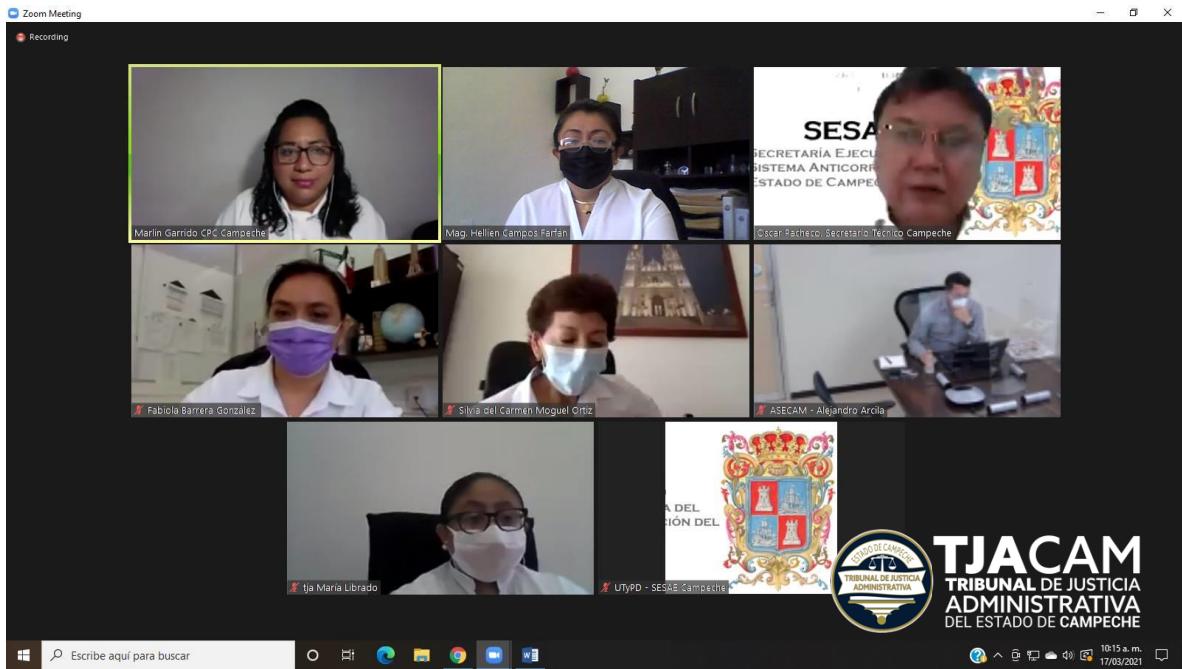 Zoom Meeting
Recording
Marlin Garrido CPC Campeche
Mag. Hellien Campos Farfán
SESA
SECRETARÍA EJECU
SISTEMA ANTICORR
ESTADO DE CAMPEC
Oscar Pacheco, Secretario Técnico Campeche
Fabiola Barrera González
Silvia del Carmen Moguel Ortiz
ASECAM - Alejandro Arcila
tja María Librado
A DEL
CIÓN DEL
UTyPD - SESAE Campeche
ESTADO DE CAMPECHE
TRIBUNAL DE JUSTICIA
ADMINISTRATIVA
TJACAM
TRIBUNAL DE JUSTICIA
ADMINISTRATIVA
DEL ESTADO DE CAMPECHE
Escribe aquí para buscar
10:15 a. m.
17/03/2021